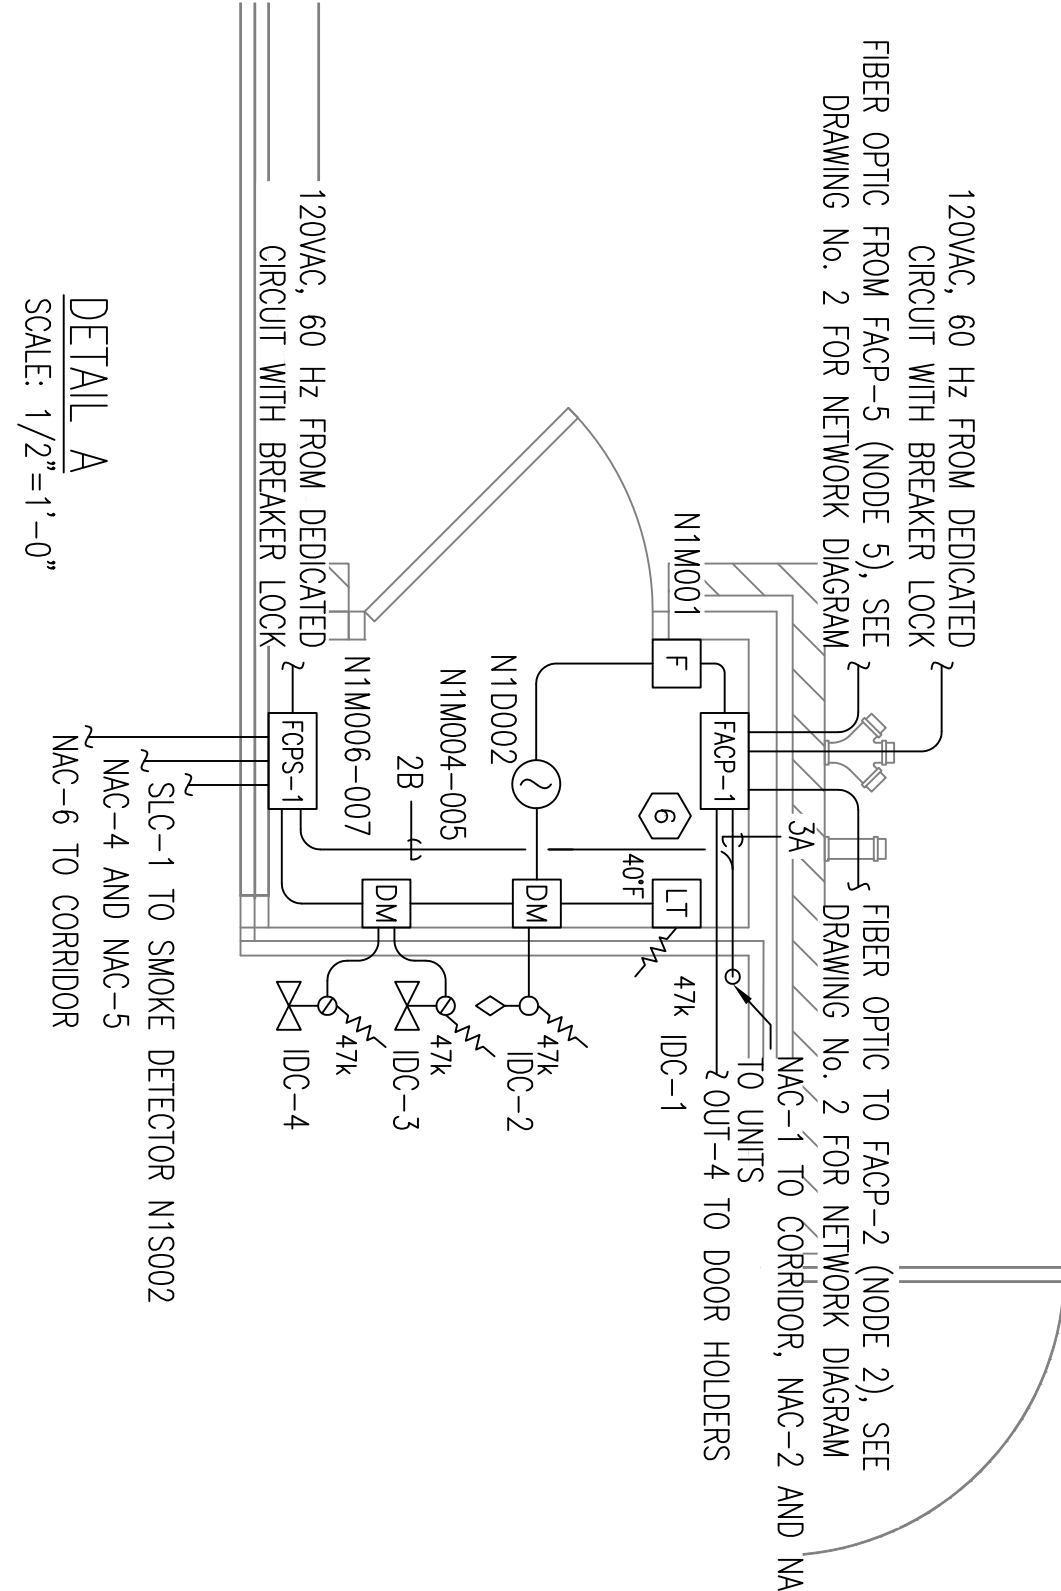 120VAC, 60 Hz FROM DEDICATED
CIRCUIT WITH BREAKER LOCK
FIBER OPTIC FROM FACP-5 (NODE 5), SEE
DRAWING No. 2 FOR NETWORK DIAGRAM
FIBER OPTIC TO FACP-2 (NODE 2), SEE
DRAWING No. 2 FOR NETWORK DIAGRAM
3A
NAC-1 TO CORRIDOR, NAC-2 AND NA
TO UNITS
OUT-4 TO DOOR HOLDERS
N1M001
F
FACP-1
6
LT
40°F
47k
IDC-1
N1D002
DM
47k
IDC-2
N1M004-005
2B
47k
IDC-3
N1M006-007
DM
47k
IDC-4
120VAC, 60 Hz FROM DEDICATED
CIRCUIT WITH BREAKER LOCK
FCPS-1
SLC-1 TO SMOKE DETECTOR N1S002
NAC-4 AND NAC-5
NAC-6 TO CORRIDOR
DETAIL A
SCALE: 1/2"=1'-0"